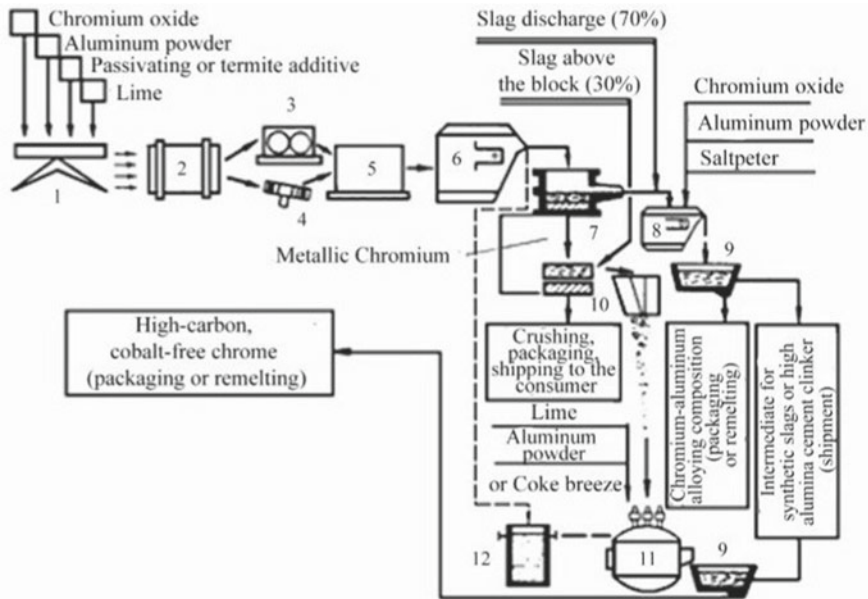 Chromium oxide
Aluminum powder
Passivating or termite additive
Lime
1
2
3
4
5
6
Slag discharge (70%)
Slag above
the block (30%)
Chromium oxide
Aluminum powder
Saltpeter
7
8
9
Metallic Chromium
10
High-carbon,
cobalt-free chrome
(packaging or remelting)
Crushing,
packaging,
shipping to the
consumer
Lime
Aluminum
powder
or Coke breeze
Chromium-aluminum
alloying composition
(packaging
or remelting)
Intermediate for
synthetic slags or high
alumina cement clinker
(shipment)
12
11
9